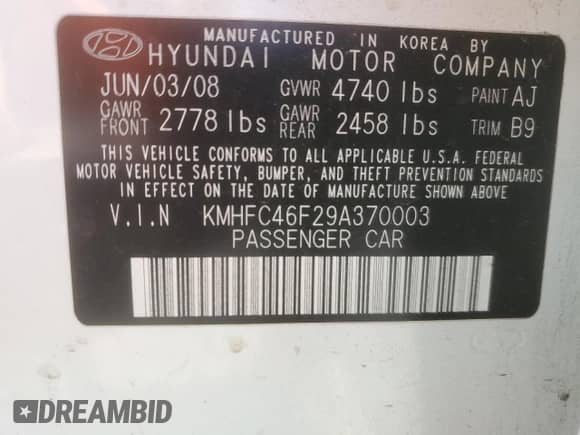 MANUFACTURED IN KOREA BY
HYUNDAI MOTOR COMPANY
JUN/03/08 GVWR 4740 lbs PAINT AJ
GAWR FRONT 2778 lbs GAWR REAR 2458 lbs TRIM B9
THIS VEHICLE CONFORMS TO ALL APPLICABLE U.S.A. FEDERAL
MOTOR VEHICLE SAFETY, BUMPER, AND THEFT PREVENTION STANDARDS
IN EFFECT ON THE DATE OF MANUFACTURE SHOWN ABOVE
V.I.N KMHFC46F29A370003
PASSENGER CAR
DREAMBID